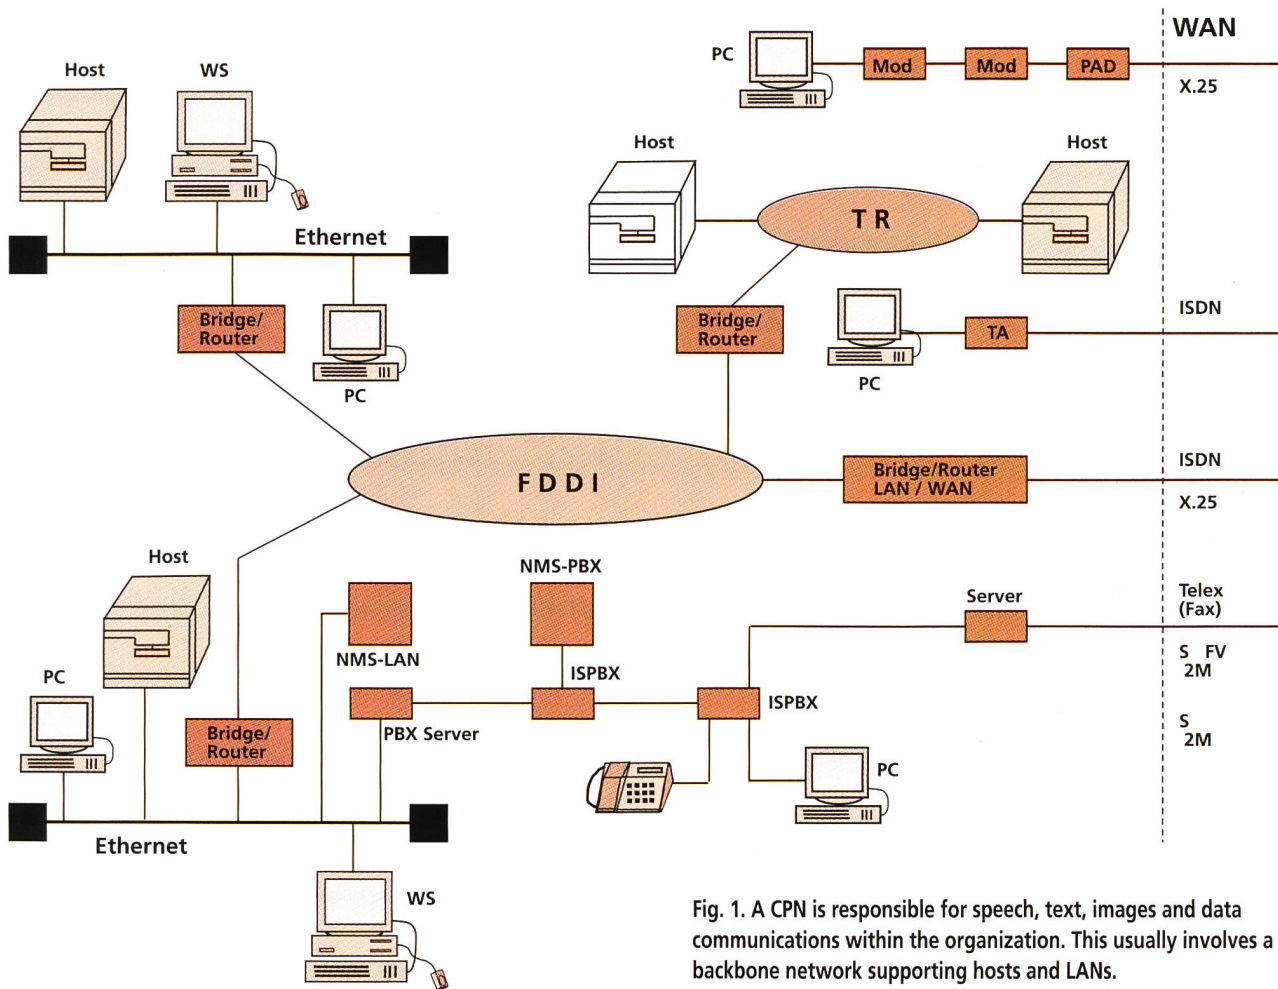 WAN
PC
Mod
Mod
PAD
X.25
Host
WS
Host
Host
TR
Ethernet
Bridge/
Router
PC
Bridge/
Router
PC
TA
ISDN
FDDI
Bridge/Router
LAN / WAN
ISDN
X.25
Host
NMS-PBX
NMS-LAN
Server
Telex
(Fax)
PC
ISPBX
ISPBX
S FV
2M
Bridge/
Router
PBX Server
S
2M
PC
Ethernet
WS
Fig. 1. A CPN is responsible for speech, text, images and data
communications within the organization. This usually involves a
backbone network supporting hosts and LANs.